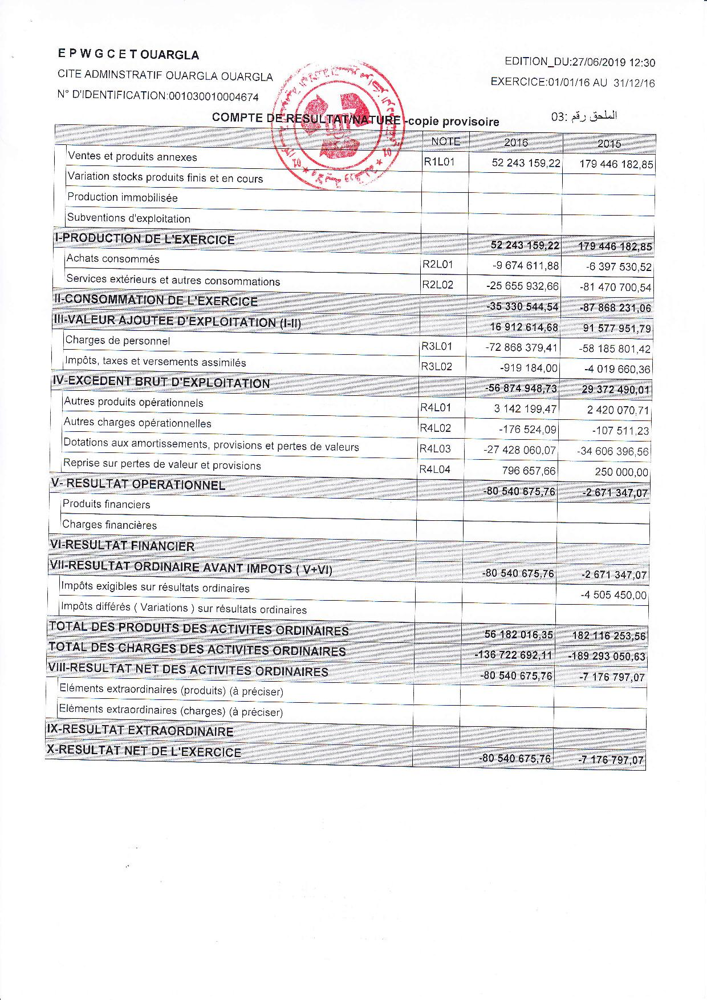 E P W G C E T OUARGLA
EDITION_DU:27/06/2019 12:30
CITE ADMINSTRATIF OUARGLA OUARGLA
EXERCICE:01/01/16 AU 31/12/16
N° D'IDENTIFICATION:001030010004674
COMPTE DE RESULTAT/NATURE -copie provisoire
الملحق رقم :03
NOTE 2016 2015
Ventes et produits annexes R1L01 52 243 159,22 179 446 182,85
Variation stocks produits finis et en cours
Production immobilisée
Subventions d'exploitation
I-PRODUCTION DE L'EXERCICE 52 243 159,22 179 446 182,85
Achats consommés R2L01 -9 674 611,88 -6 397 530,52
Services extérieurs et autres consommations R2L02 -25 655 932,66 -81 470 700,54
II-CONSOMMATION DE L'EXERCICE -35 330 544,54 -87 868 231,06
III-VALEUR AJOUTEE D'EXPLOITATION (I-II) 16 912 614,68 91 577 951,79
Charges de personnel R3L01 -72 868 379,41 -58 185 801,42
Impôts, taxes et versements assimilés R3L02 -919 184,00 -4 019 660,36
IV-EXCEDENT BRUT D'EXPLOITATION -56 874 948,73 29 372 490,01
Autres produits opérationnels R4L01 3 142 199,47 2 420 070,71
Autres charges opérationnelles R4L02 -176 524,09 -107 511,23
Dotations aux amortissements, provisions et pertes de valeurs R4L03 -27 428 060,07 -34 606 396,56
Reprise sur pertes de valeur et provisions R4L04 796 657,66 250 000,00
V- RESULTAT OPERATIONNEL -80 540 675,76 -2 671 347,07
Produits financiers
Charges financières
VI-RESULTAT FINANCIER
VII-RESULTAT ORDINAIRE AVANT IMPOTS ( V+VI) -80 540 675,76 -2 671 347,07
Impôts exigibles sur résultats ordinaires -4 505 450,00
Impôts différés ( Variations ) sur résultats ordinaires
TOTAL DES PRODUITS DES ACTIVITES ORDINAIRES 56 182 016,35 182 116 253,56
TOTAL DES CHARGES DES ACTIVITES ORDINAIRES -136 722 692,11 -189 293 050,63
VIII-RESULTAT NET DES ACTIVITES ORDINAIRES -80 540 675,76 -7 176 797,07
Eléments extraordinaires (produits) (à préciser)
Eléments extraordinaires (charges) (à préciser)
IX-RESULTAT EXTRAORDINAIRE
X-RESULTAT NET DE L'EXERCICE -80 540 675,76 -7 176 797,07